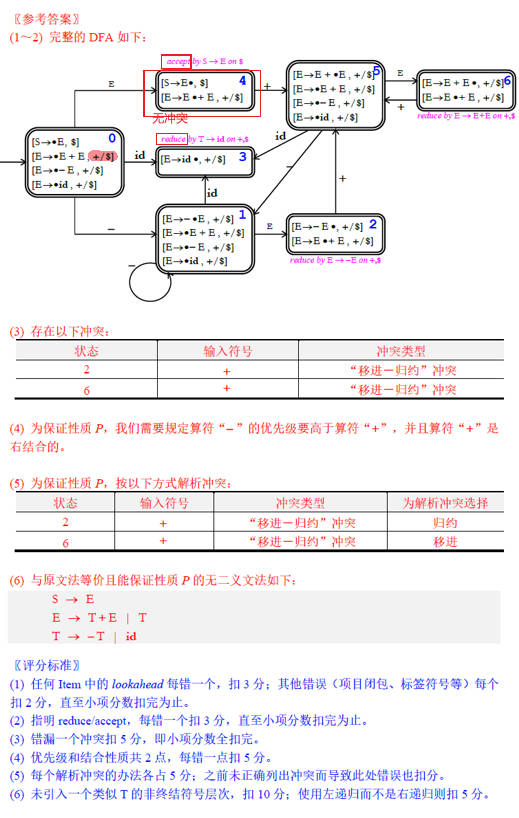 〖参考答案〗
(1～2) 完整的 DFA 如下：
accept by S → E on $
E
[S→E•, $]
4
[E→E•+ E, +/$]
无冲突
+
[E→E + •E, +/$]
5
[E→•E + E , +/$]
[E→•− E , +/$]
[E→•id , +/$]
E
[E→E + E •, +/$]
6
[E→E •+ E , +/$]
+
reduce by E → E+E on +,$
[S→•E, $]
0
[E→•E + E , +/$]
[E→•− E , +/$]
[E→•id , +/$]
id
reduce by T → id on +,$
[E→id •, +/$]
3
id
id
−
+
−
[E→− •E , +/$]
1
[E→•E + E , +/$]
[E→•− E , +/$]
[E→•id , +/$]
E
[E→− E •, +/$]
2
[E→E •+ E , +/$]
reduce by E → −E on +,$
−
(3) 存在以下冲突：
状态 输入符号 冲突类型
2 + “移进－归约”冲突
6 + “移进－归约”冲突
(4) 为保证性质 P，我们需要规定算符“−”的优先级要高于算符“+”，并且算符“+”是
右结合的。
(5) 为保证性质 P，按以下方式解析冲突：
状态 输入符号 冲突类型 为解析冲突选择
2 + “移进－归约”冲突 归约
6 + “移进－归约”冲突 移进
(6) 与原文法等价且能保证性质 P 的无二义文法如下：
S → E
E → T+E | T
T → −T | id
〖评分标准〗
(1) 任何 Item 中的 lookahead 每错一个，扣 3 分；其他错误（项目闭包、标签符号等）每个
扣 2 分，直至小项分数扣完为止。
(2) 指明 reduce/accept，每错一个扣 3 分，直至小项分数扣完为止。
(3) 错漏一个冲突扣 5 分，即小项分数全扣完。
(4) 优先级和结合性质共 2 点，每错一点扣 5 分。
(5) 每个解析冲突的办法各占 5 分；之前未正确列出冲突而导致此处错误也扣分。
(6) 未引入一个类似 T 的非终结符号层次，扣 10 分；使用左递归而不是右递归则扣 5 分。